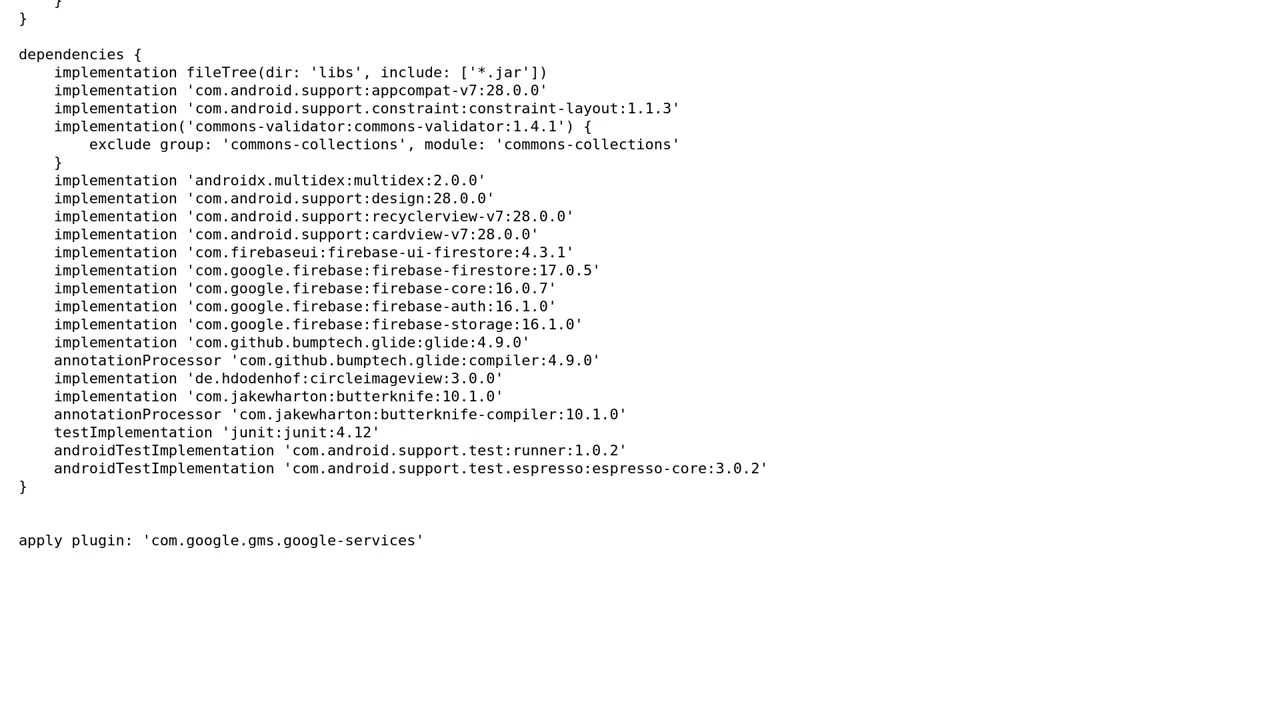 }
}

dependencies {
    implementation fileTree(dir: 'libs', include: ['*.jar'])
    implementation 'com.android.support:appcompat-v7:28.0.0'
    implementation 'com.android.support.constraint:constraint-layout:1.1.3'
    implementation('commons-validator:commons-validator:1.4.1') {
        exclude group: 'commons-collections', module: 'commons-collections'
    }
    implementation 'androidx.multidex:multidex:2.0.0'
    implementation 'com.android.support:design:28.0.0'
    implementation 'com.android.support:recyclerview-v7:28.0.0'
    implementation 'com.android.support:cardview-v7:28.0.0'
    implementation 'com.firebaseui:firebase-ui-firestore:4.3.1'
    implementation 'com.google.firebase:firebase-firestore:17.0.5'
    implementation 'com.google.firebase:firebase-core:16.0.7'
    implementation 'com.google.firebase:firebase-auth:16.1.0'
    implementation 'com.google.firebase:firebase-storage:16.1.0'
    implementation 'com.github.bumptech.glide:glide:4.9.0'
    annotationProcessor 'com.github.bumptech.glide:compiler:4.9.0'
    implementation 'de.hdodenhof:circleimageview:3.0.0'
    implementation 'com.jakewharton:butterknife:10.1.0'
    annotationProcessor 'com.jakewharton:butterknife-compiler:10.1.0'
    testImplementation 'junit:junit:4.12'
    androidTestImplementation 'com.android.support.test:runner:1.0.2'
    androidTestImplementation 'com.android.support.test.espresso:espresso-core:3.0.2'
}

apply plugin: 'com.google.gms.google-services'